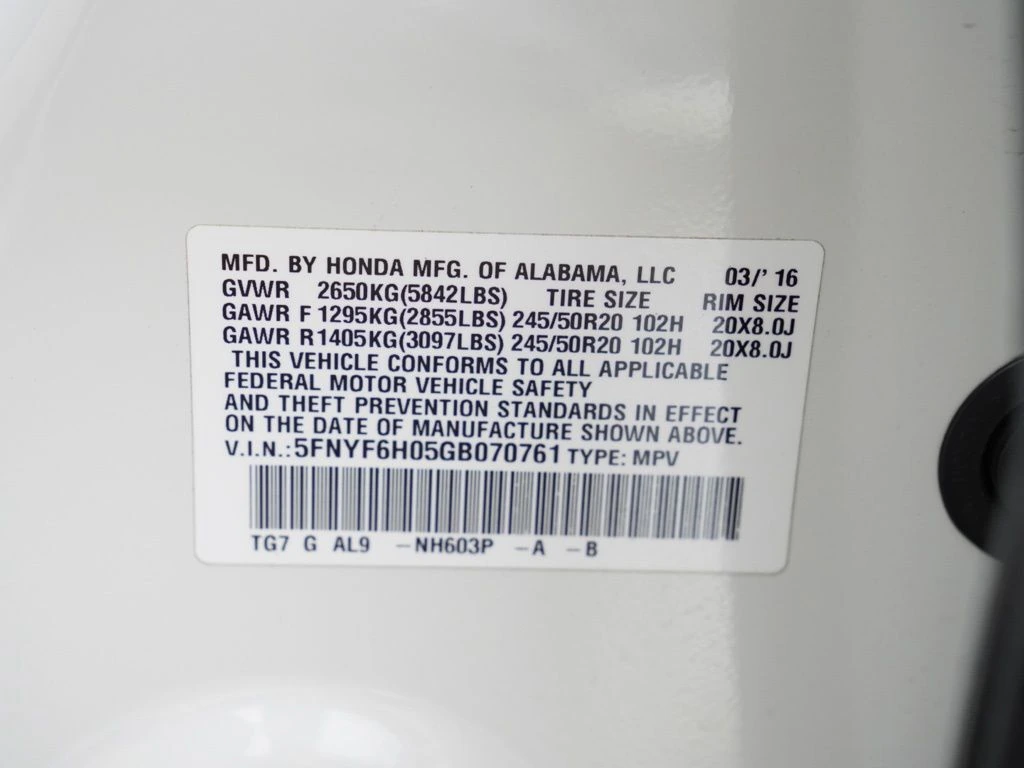 MFD. BY HONDA MFG. OF ALABAMA, LLC 03/' 16
GVWR 2650KG(5842LBS) TIRE SIZE RIM SIZE
GAWR F 1295KG(2855LBS) 245/50R20 102H 20X8.0J
GAWR R1405KG(3097LBS) 245/50R20 102H 20X8.0J
THIS VEHICLE CONFORMS TO ALL APPLICABLE
FEDERAL MOTOR VEHICLE SAFETY
AND THEFT PREVENTION STANDARDS IN EFFECT
ON THE DATE OF MANUFACTURE SHOWN ABOVE.
V.I.N.:5FNYF6H05GB070761 TYPE: MPV
TG7 G AL9 -NH603P -A -B